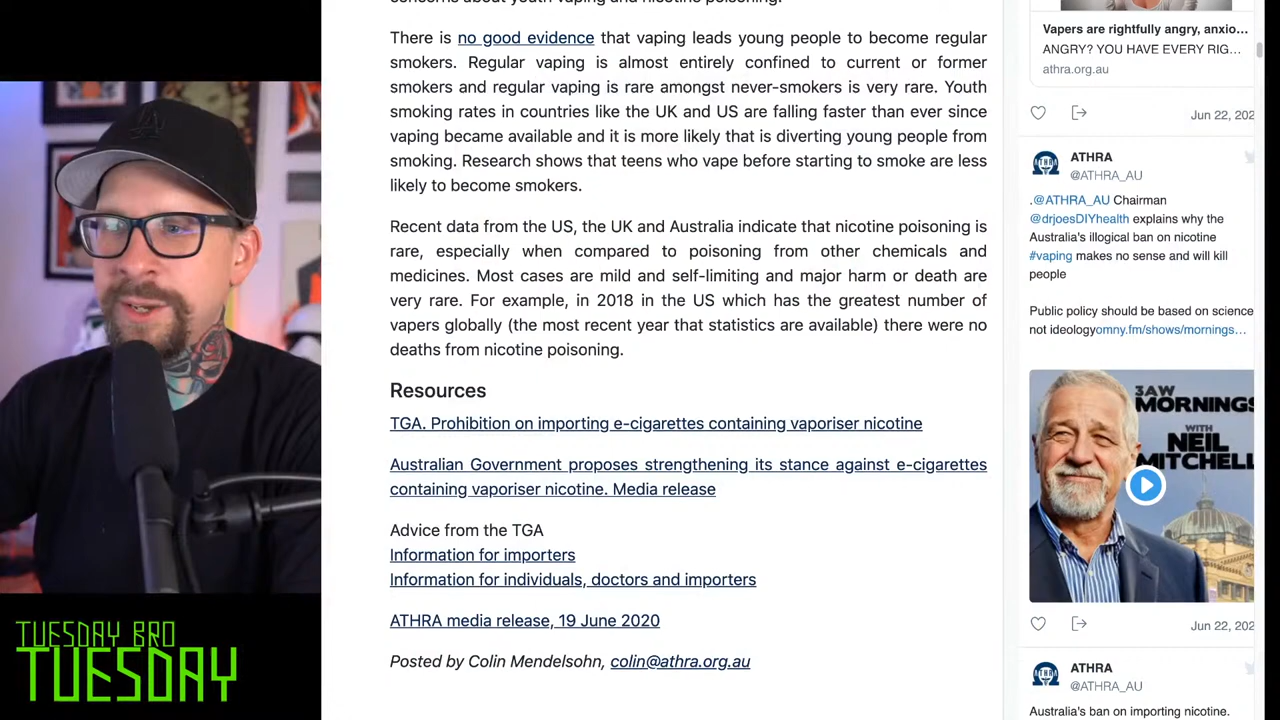 concerns about youth vaping and nicotine poisoning.
There is no good evidence that vaping leads young people to become regular
smokers. Regular vaping is almost entirely confined to current or former
smokers and regular vaping is rare amongst never-smokers is very rare. Youth
smoking rates in countries like the UK and US are falling faster than ever since
vaping became available and it is more likely that is diverting young people from
smoking. Research shows that teens who vape before starting to smoke are less
likely to become smokers.
Recent data from the US, the UK and Australia indicate that nicotine poisoning is
rare, especially when compared to poisoning from other chemicals and
medicines. Most cases are mild and self-limiting and major harm or death are
very rare. For example, in 2018 in the US which has the greatest number of
vapers globally (the most recent year that statistics are available) there were no
deaths from nicotine poisoning.
Resources
TGA. Prohibition on importing e-cigarettes containing vaporiser nicotine
Australian Government proposes strengthening its stance against e-cigarettes
containing vaporiser nicotine. Media release
Advice from the TGA
Information for importers
Information for individuals, doctors and importers
ATHRA media release, 19 June 2020
Posted by Colin Mendelsohn, colin@athra.org.au
Vapers are rightfully angry, anxio...
ANGRY? YOU HAVE EVERY RIG...
athra.org.au
Jun 22, 202
ATHRA
@ATHRA_AU
.@ATHRA_AU Chairman
@drjoesDIYhealth explains why the
Australia's illogical ban on nicotine
#vaping makes no sense and will kill
people
Public policy should be based on science
not ideologyomny.fm/shows/mornings…
3AW
MORNINGS
WITH
NEIL
MITCHELL
Jun 22, 202
ATHRA
@ATHRA_AU
Australia's ban on importing nicotine.
TUESDAY BRO
TUESDAY